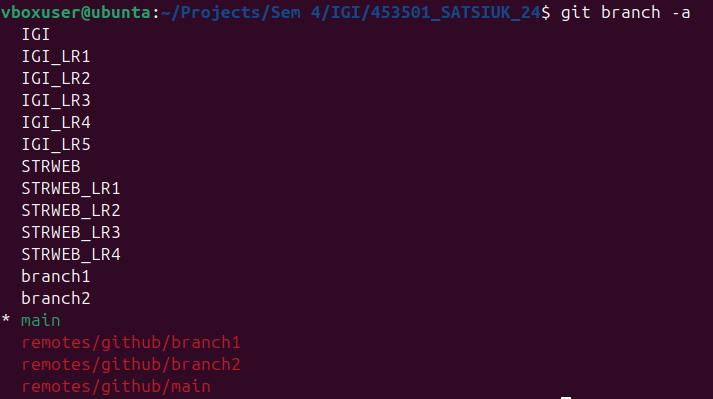 vboxuser@ubuntu:~/Projects/Sem 4/IGI/453501_SATSIUK_24$ git branch -a
IGI
IGI_LR1
IGI_LR2
IGI_LR3
IGI_LR4
IGI_LR5
STRWEB
STRWEB_LR1
STRWEB_LR2
STRWEB_LR3
STRWEB_LR4
branch1
branch2
* main
remotes/github/branch1
remotes/github/branch2
remotes/github/main